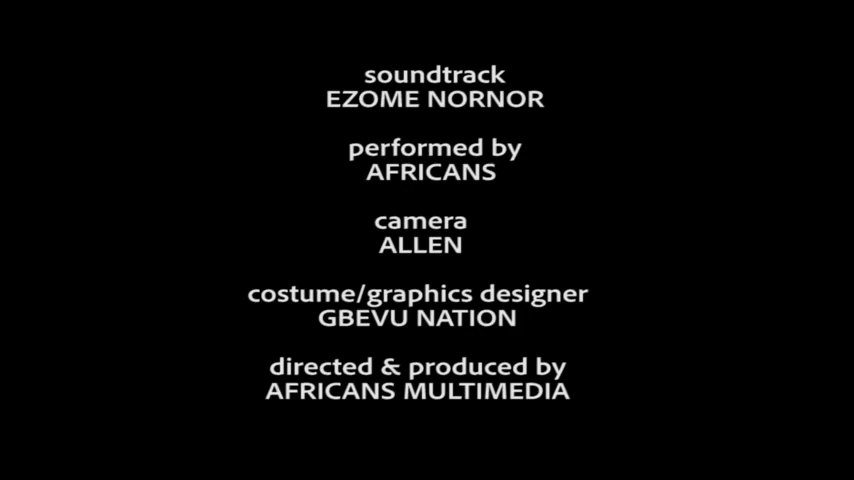 soundtrack
EZOME NORNOR
performed by
AFRICANS
camera
ALLEN
costume/graphics designer
GBEVU NATION
directed & produced by
AFRICANS MULTIMEDIA